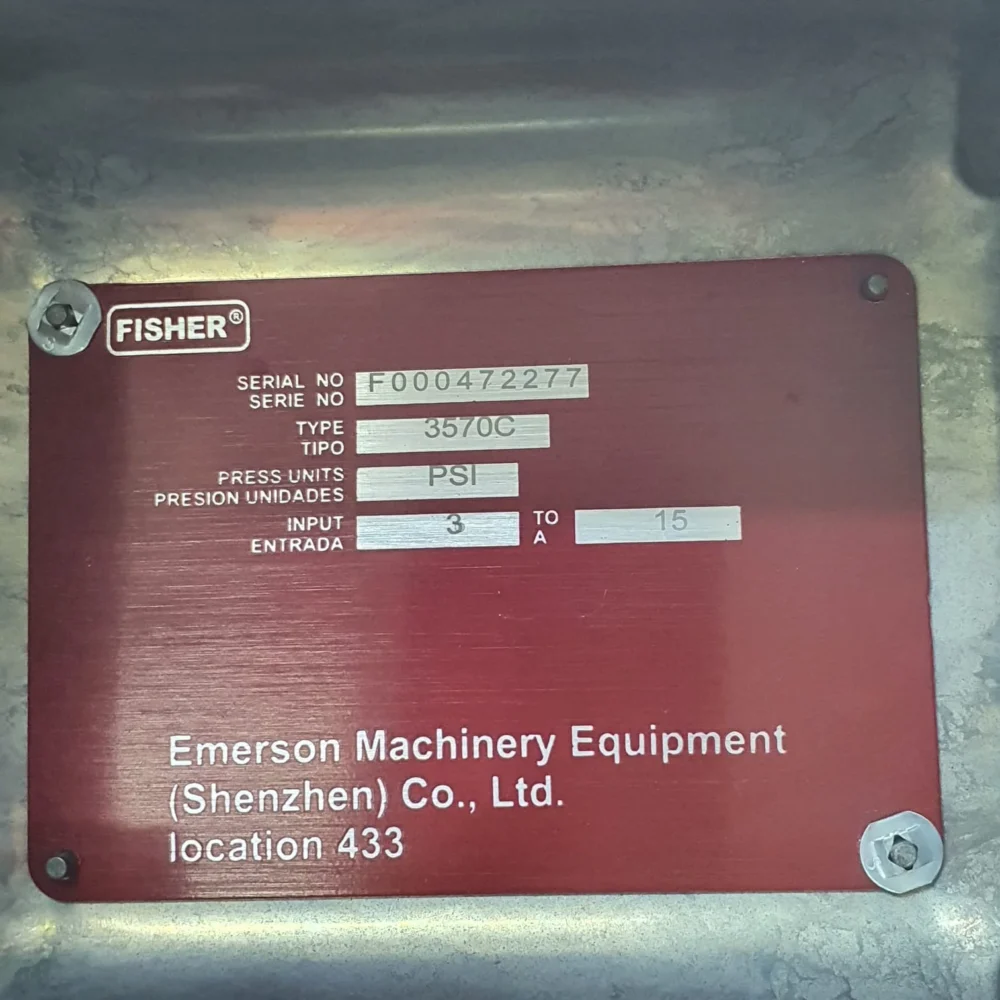 FISHER®
SERIAL NO F000472277
SERIE NO
TYPE 3570C
TIPO
PRESS UNITS PSI
PRESION UNIDADES
INPUT 3 TO 15
ENTRADA A
Emerson Machinery Equipment
(Shenzhen) Co., Ltd.
location 433